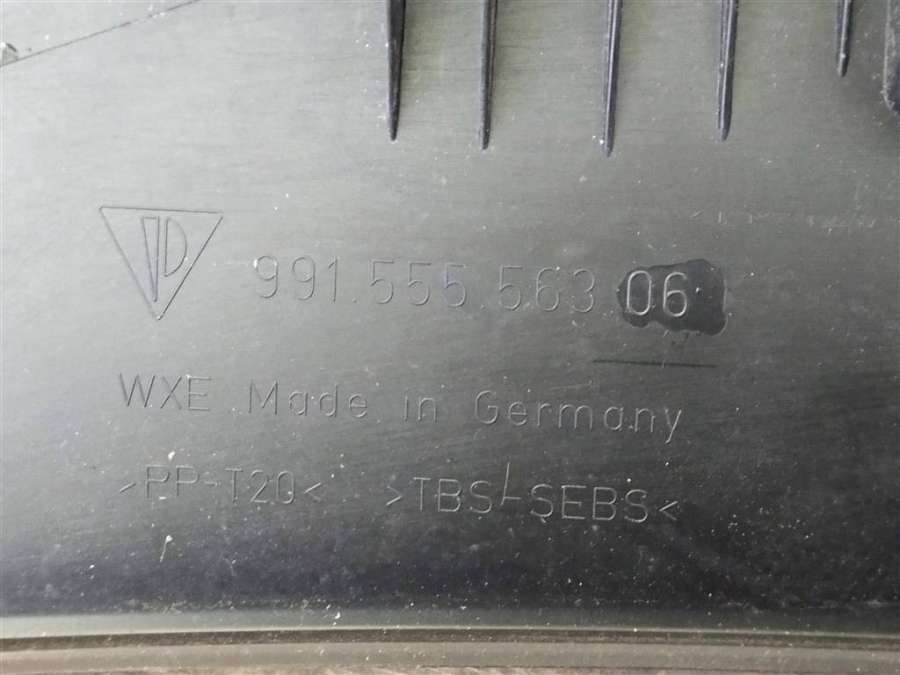 991.555.563 06
WXE Made in Germany
>PP-T20< >TBS/-SEBS<